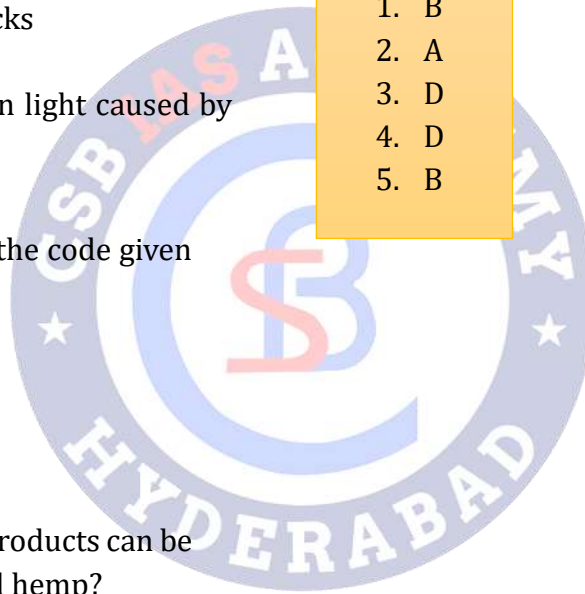 cks
n light caused by
the code given
roducts can be
l hemp?
1. B
2. A
3. D
4. D
5. B
CSB IAS ACADEMY
HYDERABAD